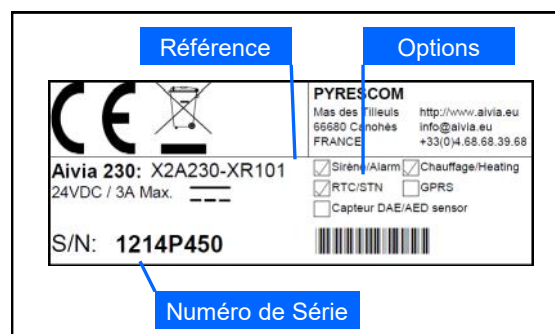 Référence
Options
CE
PYRESCOM
Mas des Tilleuls http://www.aivia.eu
66680 Canohès info@aivia.eu
FRANCE +33(0)4.68.68.39.68
Aivia 230: X2A230-XR101
24VDC / 3A Max.
Sirène/Alarm Chauffage/Heating
RTC/STN GPRS
Capteur DAE/AED sensor
S/N: 1214P450
Numéro de Série